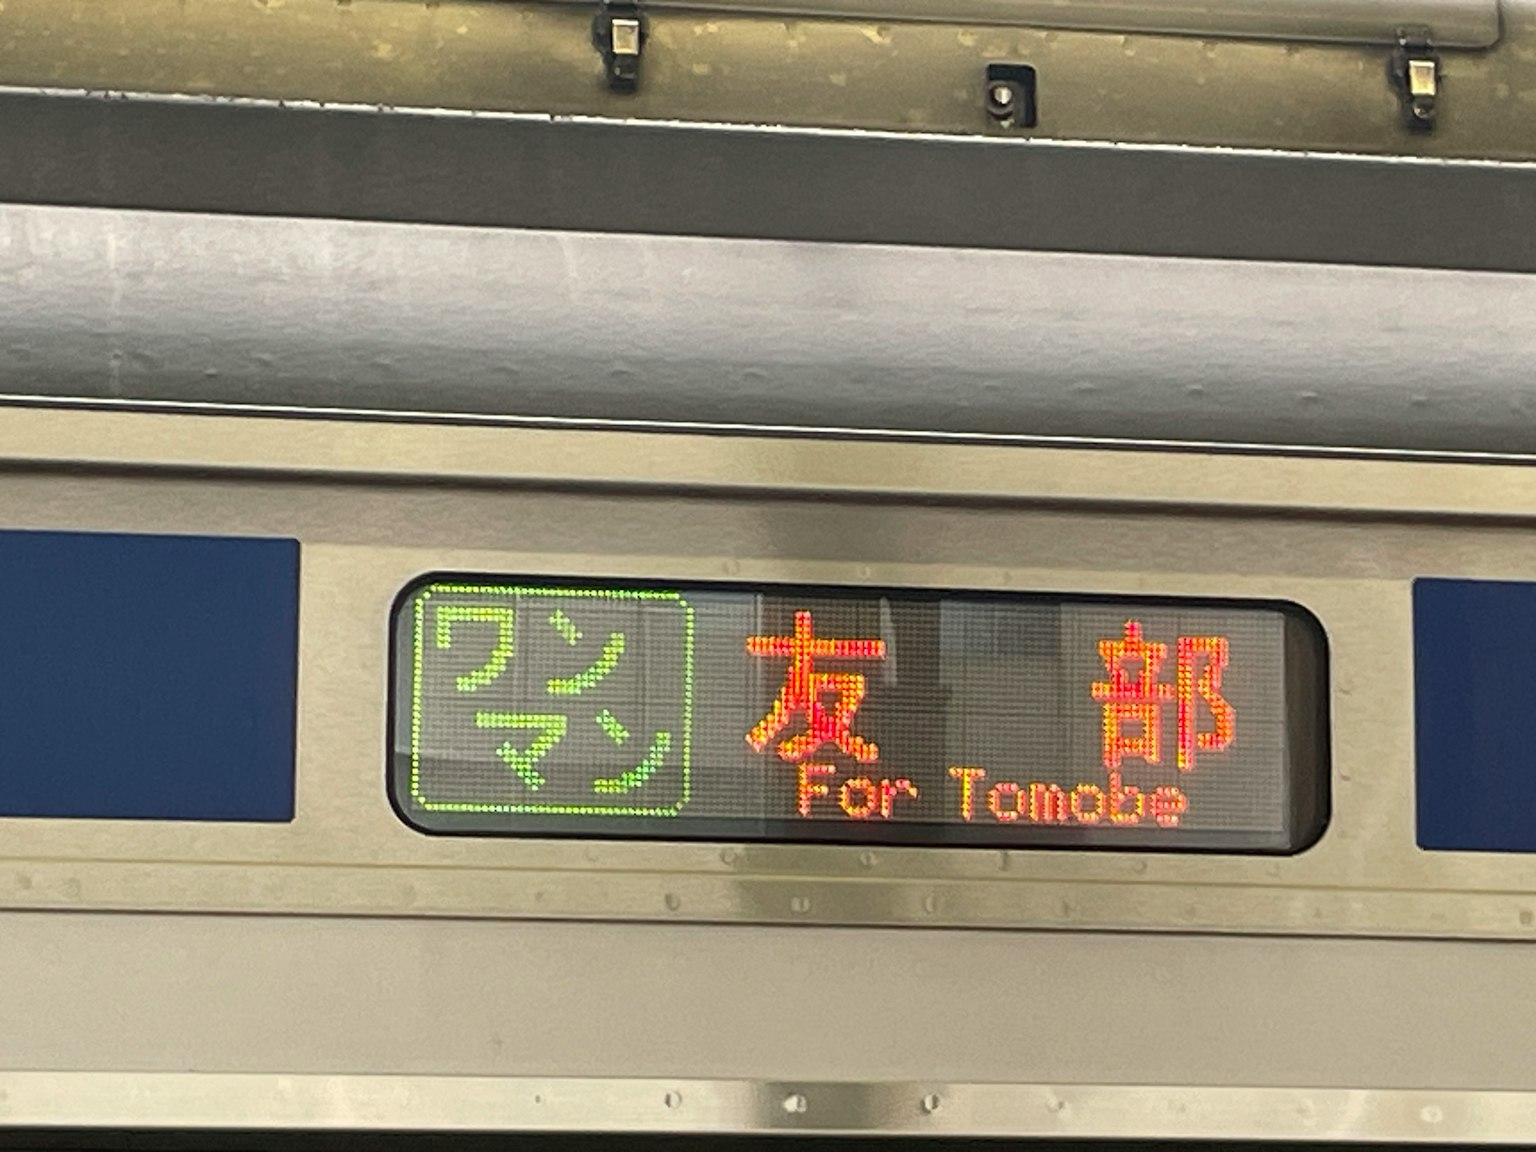 ワン
マン
友部
For Tomobe